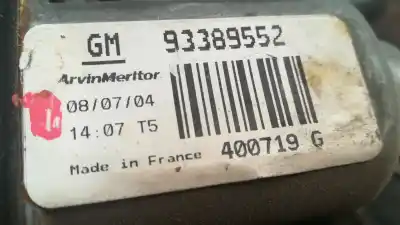 GM 93389552
ArvinMeritor
08/07/04
14:07 T5
400719 G
Made in France